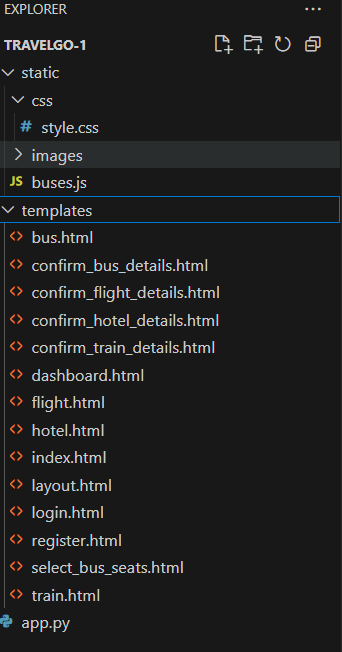 EXPLORER
TRAVELGO-1
static
css
# style.css
images
JS buses.js
templates
<> bus.html
<> confirm_bus_details.html
<> confirm_flight_details.html
<> confirm_hotel_details.html
<> confirm_train_details.html
<> dashboard.html
<> flight.html
<> hotel.html
<> index.html
<> layout.html
<> login.html
<> register.html
<> select_bus_seats.html
<> train.html
app.py